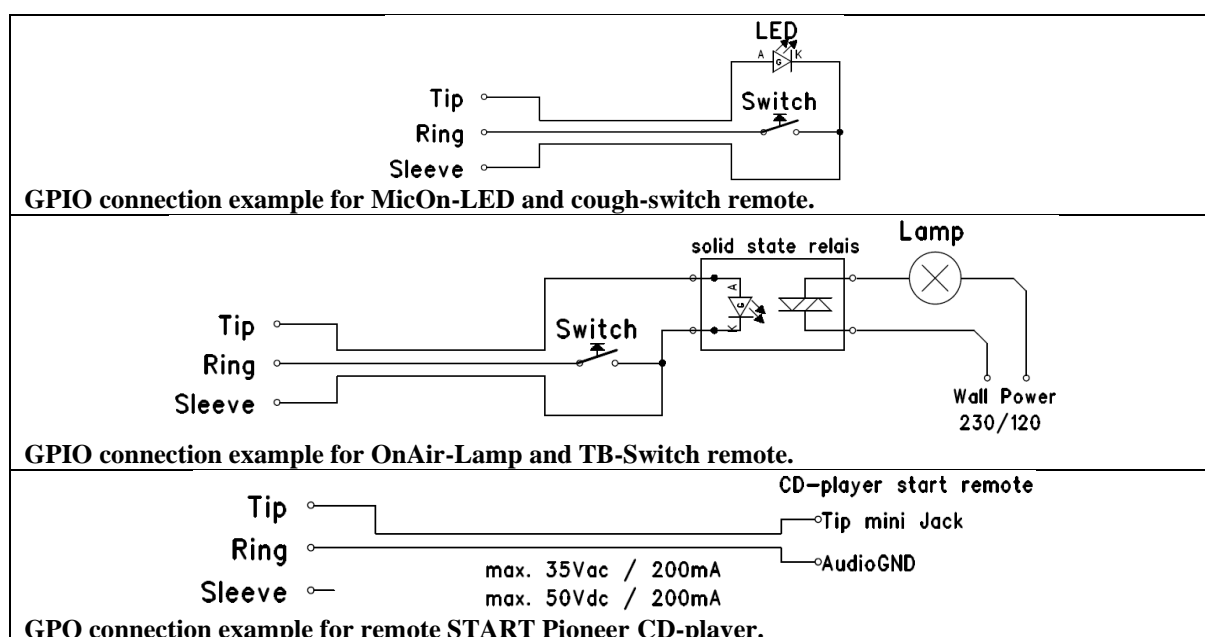 LED
A K
G
Tip
Switch
Ring
Sleeve
GPIO connection example for MicOn-LED and cough-switch remote.
Lamp
solid state relais
A
G
K
Tip
Switch
Ring
Sleeve
Wall Power
230/120
GPIO connection example for OnAir-Lamp and TB-Switch remote.
CD-player start remote
Tip
Tip mini Jack
Ring
AudioGND
max. 35Vac / 200mA
Sleeve
max. 50Vdc / 200mA
GPO connection example for remote START Pioneer CD-player.